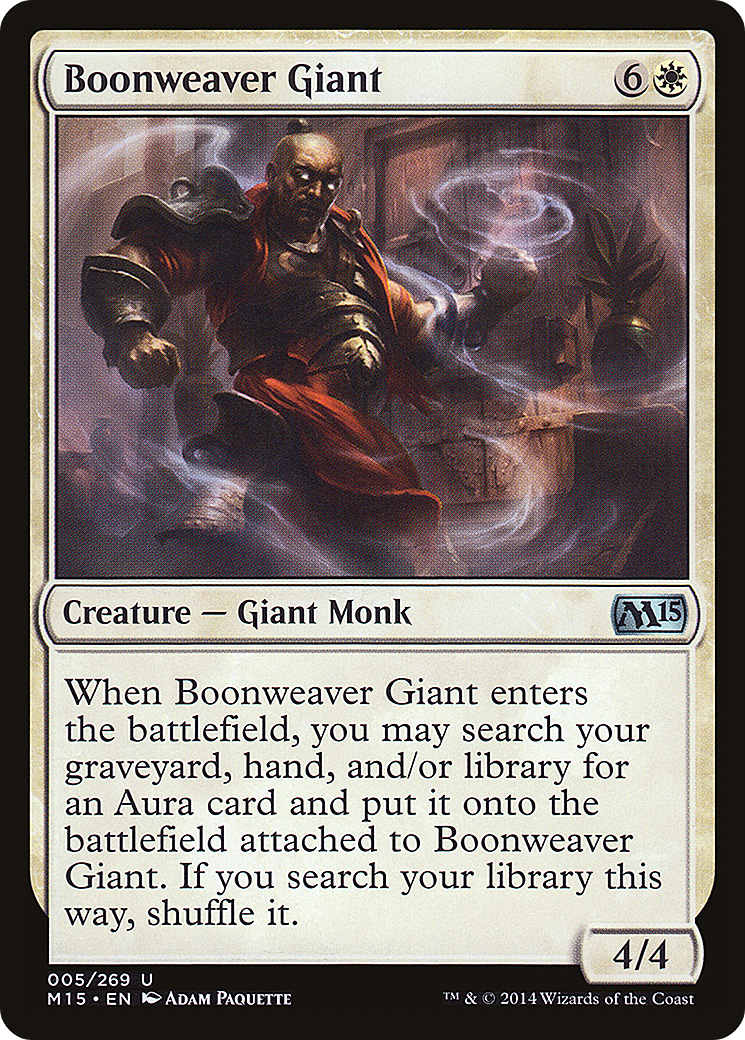 Boonweaver Giant 6
Creature — Giant Monk M15
When Boonweaver Giant enters
the battlefield, you may search your
graveyard, hand, and/or library for
an Aura card and put it onto the
battlefield attached to Boonweaver
Giant. If you search your library this
way, shuffle it.
4/4
005/269 U
M15 • EN Adam Paquette ™ & © 2014 Wizards of the Coast